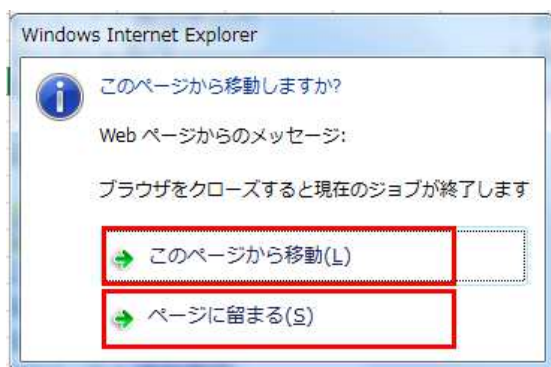 Windows Internet Explorer
このページから移動しますか?
Web ページからのメッセージ:
ブラウザをクローズすると現在のジョブが終了します
このページから移動(L)
ページに留まる(S)